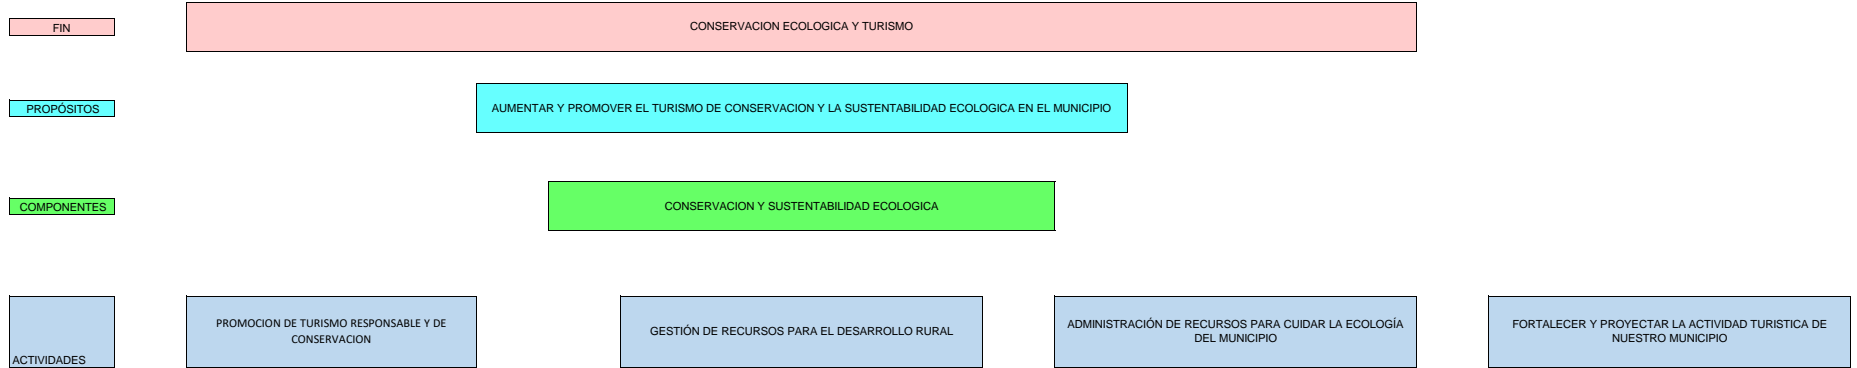 FIN
CONSERVACION ECOLOGICA Y TURISMO
PROPÓSITOS
AUMENTAR Y PROMOVER EL TURISMO DE CONSERVACION Y LA SUSTENTABILIDAD ECOLOGICA EN EL MUNICIPIO
COMPONENTES
CONSERVACION Y SUSTENTABILIDAD ECOLOGICA
ACTIVIDADES
PROMOCION DE TURISMO RESPONSABLE Y DE
CONSERVACION
GESTIÓN DE RECURSOS PARA EL DESARROLLO RURAL
ADMINISTRACIÓN DE RECURSOS PARA CUIDAR LA ECOLOGÍA
DEL MUNICIPIO
FORTALECER Y PROYECTAR LA ACTIVIDAD TURISTICA DE
NUESTRO MUNICIPIO